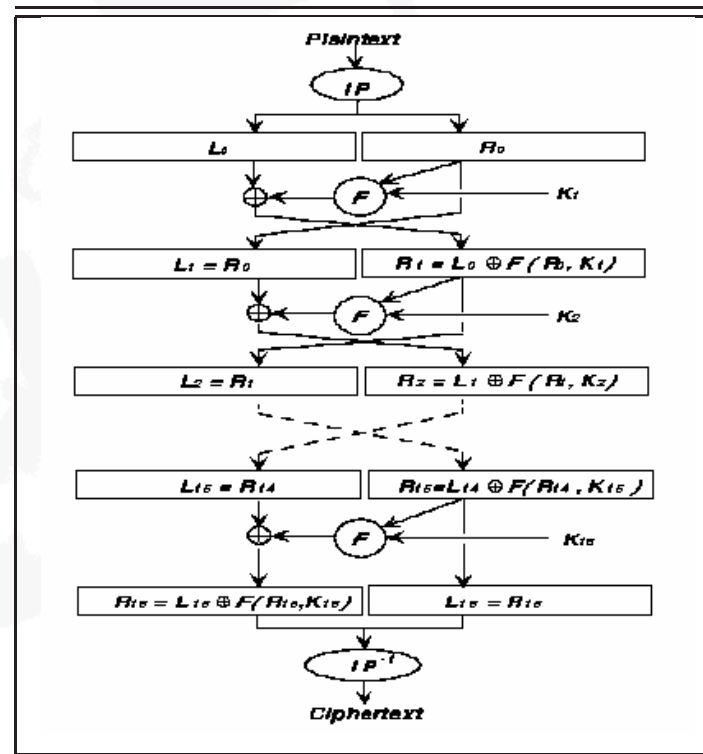 Plaintext
IP
L₀
R₀
F
K₁
L₁ = R₀
R₁ = L₀ ⊕ F ( R₀, K₁ )
F
K₂
L₂ = R₁
R₂ = L₁ ⊕ F ( R₁, K₂ )
L₁₅ = R₁₄
R₁₅=L₁₄ ⊕ F( R₁₄ , K₁₅ )
F
K₁₆
R₁₆ = L₁₅ ⊕ F( R₁₅,K₁₆ )
L₁₆ = R₁₅
IP⁻¹
Ciphertext